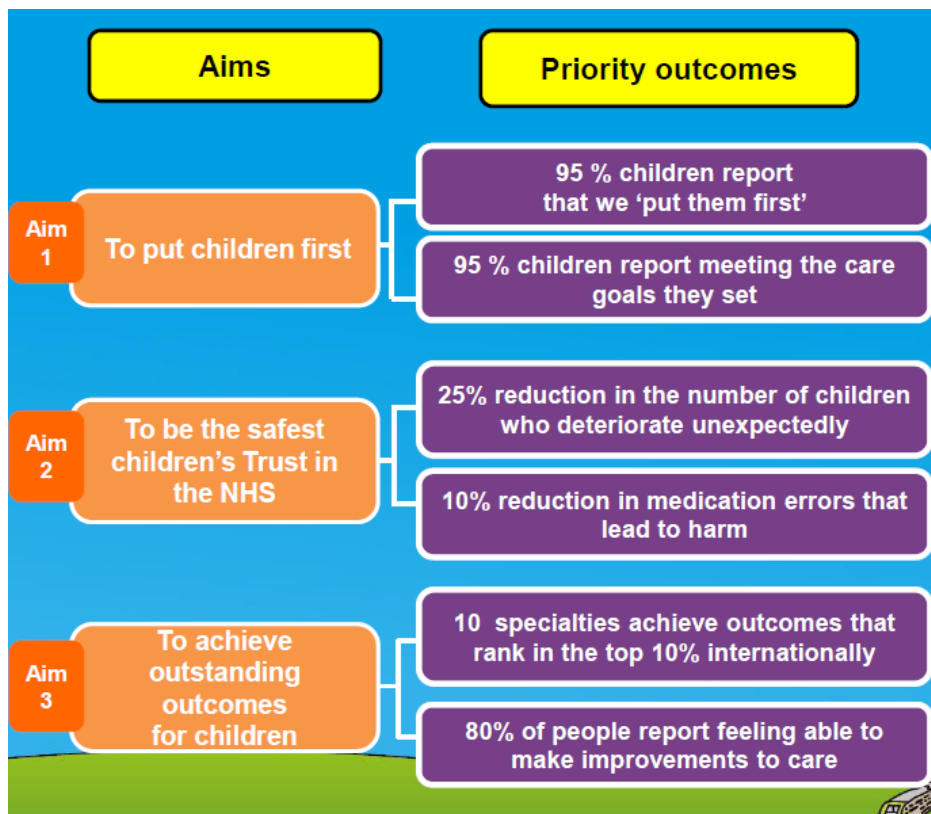 Aims
Priority outcomes
Aim
1
To put children first
95 % children report
that we ‘put them first’
95 % children report meeting the care
goals they set
Aim
2
To be the safest
children’s Trust in
the NHS
25% reduction in the number of children
who deteriorate unexpectedly
10% reduction in medication errors that
lead to harm
Aim
3
To achieve
outstanding
outcomes
for children
10 specialties achieve outcomes that
rank in the top 10% internationally
80% of people report feeling able to
make improvements to care